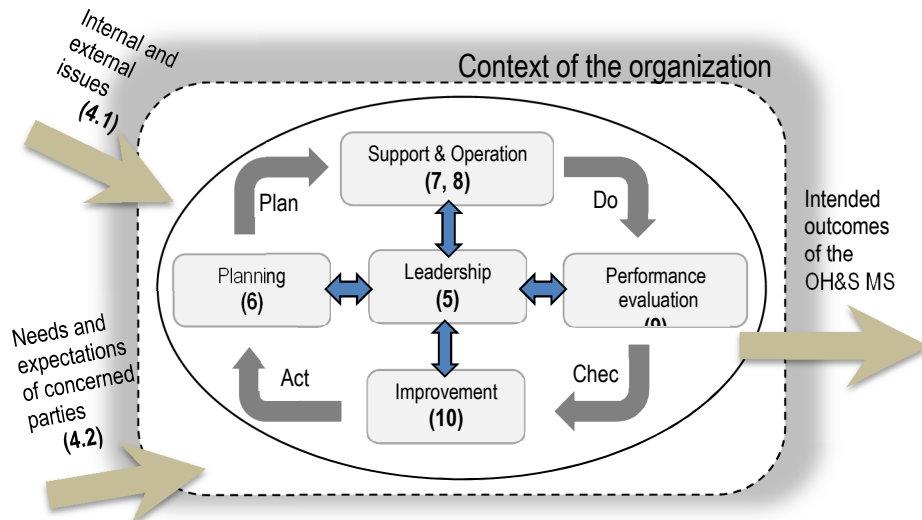 Internal and
external
issues
(4.1)
Context of the organization
Support & Operation
(7, 8)
Plan
Do
Planning
(6)
Leadership
(5)
Performance
evaluation
(9)
Intended
outcomes
of the
OH&S MS
Needs and
expectations
of concerned
parties
(4.2)
Act
Improvement
(10)
Chec